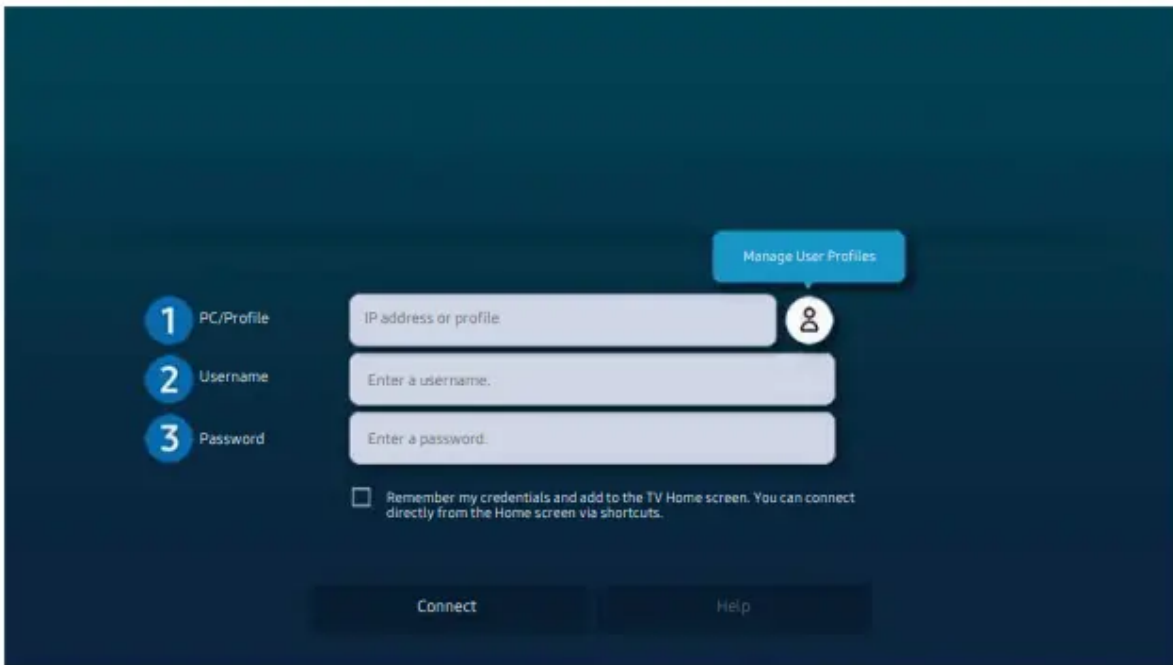 Manage User Profiles
1 PC/Profile IP address or profile
2 Username Enter a username.
3 Password Enter a password.
Remember my credentials and add to the TV Home screen. You can connect
directly from the Home screen via shortcuts.
Connect Help